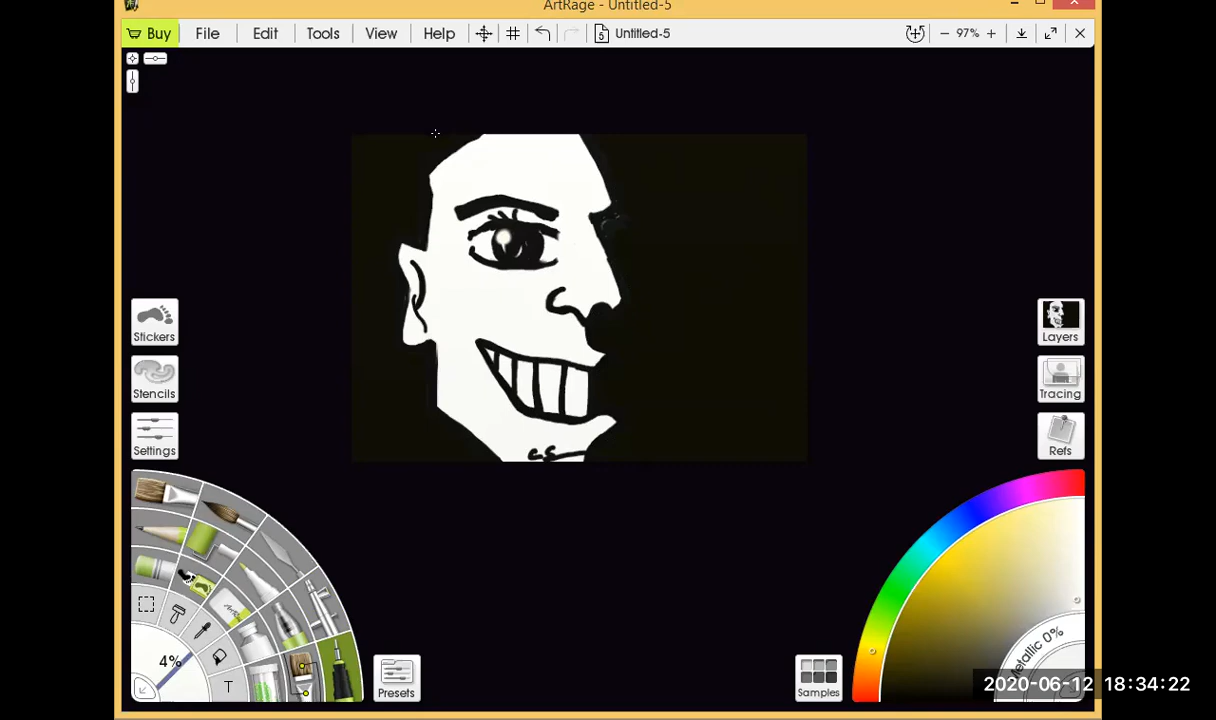 ArtRage - Untitled-5
Buy File Edit Tools View Help Untitled-5 97%
Stickers
Layers
Stencils
Tracing
Settings
Refs
4%
T
Presets
Samples
Metallic 0%
2020-06-12 18:34:22